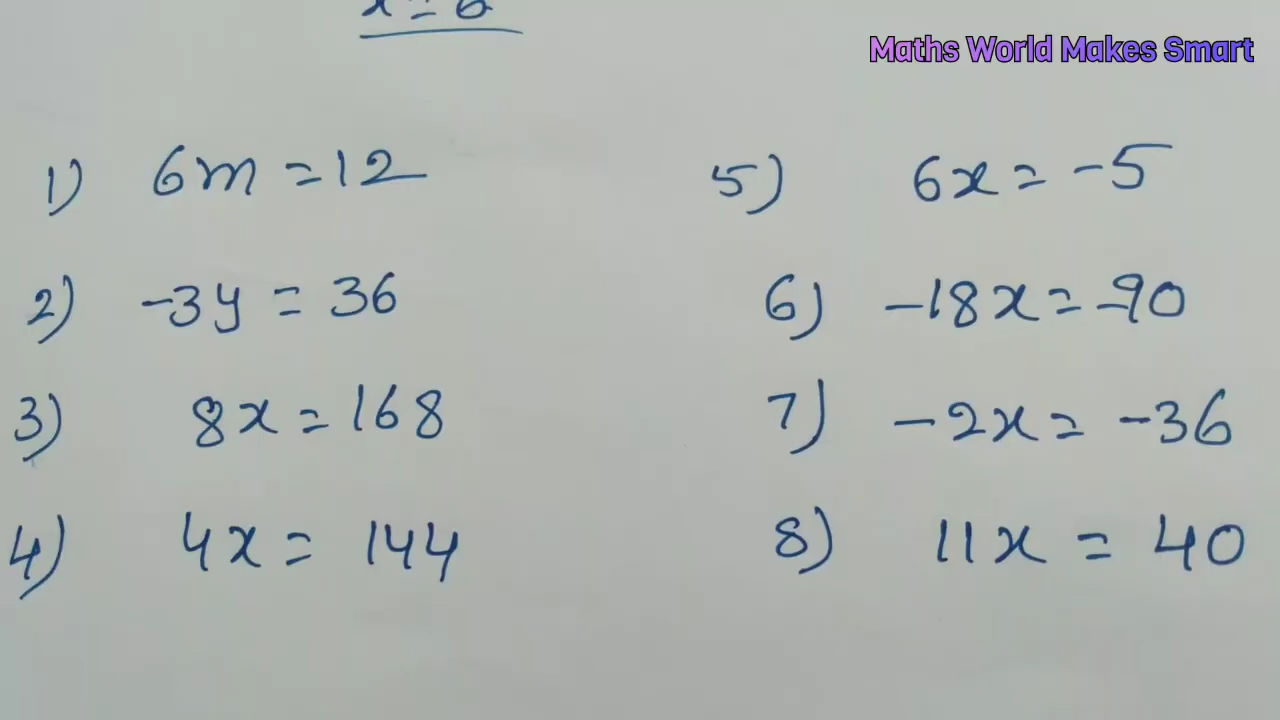 x = 6
Maths World Makes Smart
1) 6m = 12
2) -3y = 36
3) 8x = 168
4) 4x = 144
5) 6x = -5
6) -18x = -90
7) -2x = -36
8) 11x = 40